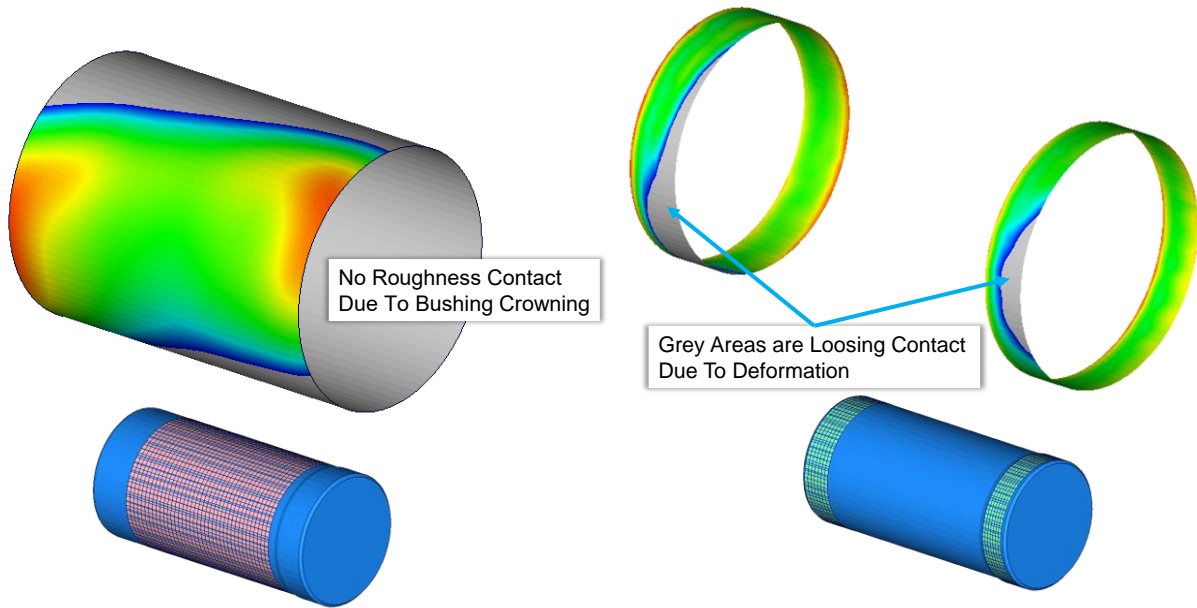 No Roughness Contact
Due To Bushing Crowning
Grey Areas are Loosing Contact
Due To Deformation